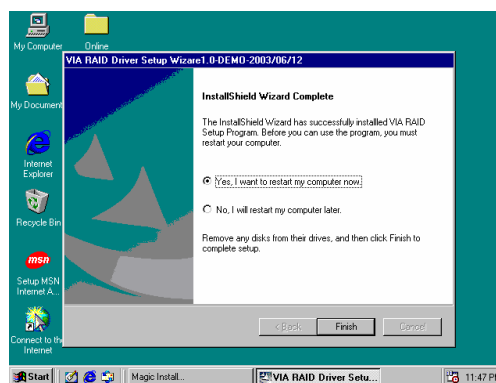 My Computer
Online
VIA RAID Driver Setup Wizare1.0-DEMO-2003/06/12
My Document
InstallShield Wizard Complete
The InstallShield Wizard has successfully installed VIA RAID
Setup Program. Before you can use the program, you must
restart your computer.
Internet
Explorer
Yes, I want to restart my computer now.
No, I will restart my computer later.
Recycle Bin
Remove any disks from their drives, and then click Finish to
complete setup.
msn
Setup MSN
Internet A...
< Back
Finish
Cancel
Connect to the
Internet
Start
Magic Install...
VIA RAID Driver Setu...
11:47 P